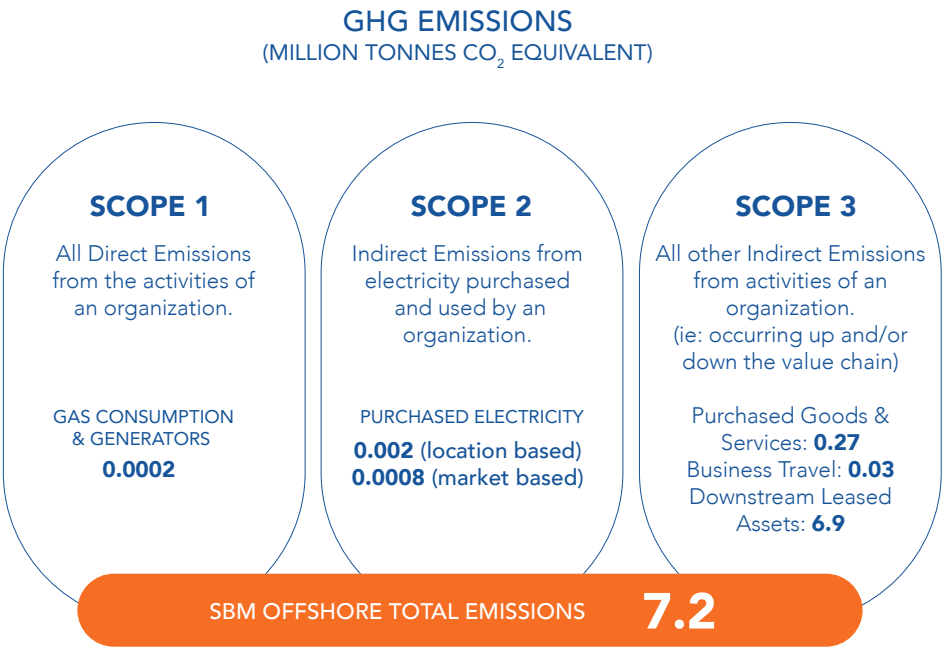 GHG EMISSIONS
(MILLION TONNES CO₂ EQUIVALENT)
SCOPE 1
All Direct Emissions
from the activities of
an organization.
GAS CONSUMPTION
& GENERATORS
0.0002
SCOPE 2
Indirect Emissions from
electricity purchased
and used by an
organization.
PURCHASED ELECTRICITY
0.002 (location based)
0.0008 (market based)
SCOPE 3
All other Indirect Emissions
from activities of an
organization.
(ie: occurring up and/or
down the value chain)
Purchased Goods &
Services: 0.27
Business Travel: 0.03
Downstream Leased
Assets: 6.9
SBM OFFSHORE TOTAL EMISSIONS 7.2